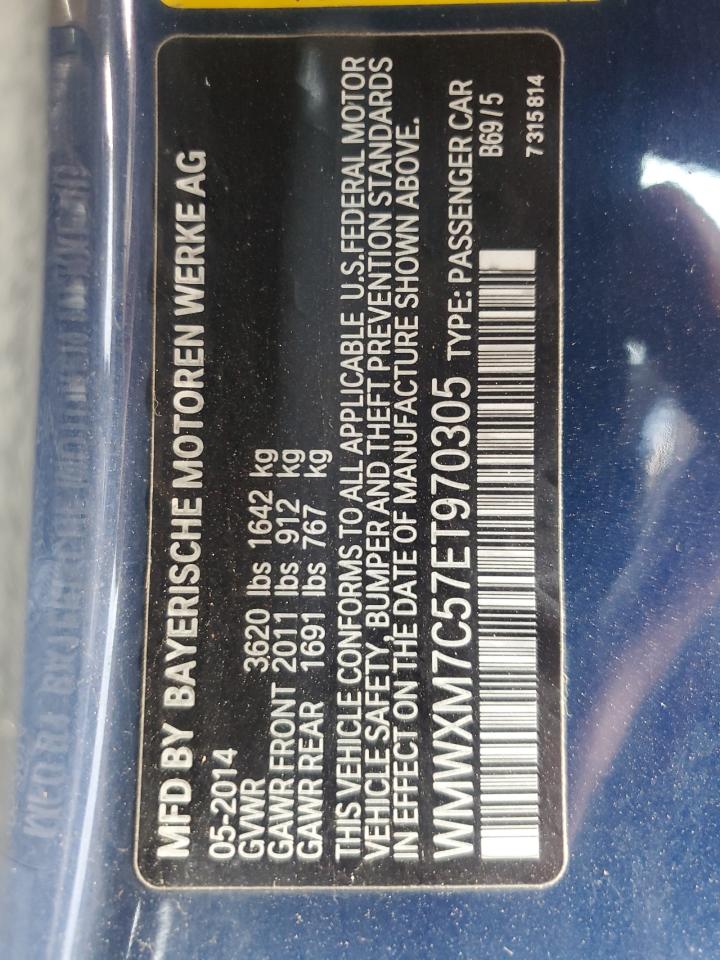 MFD BY BAYERISCHE MOTOREN WERKE AG
05-2014
GVWR 3620 lbs 1642 kg
GAWR FRONT 2011 lbs 912 kg
GAWR REAR 1691 lbs 767 kg
THIS VEHICLE CONFORMS TO ALL APPLICABLE U.S.FEDERAL MOTOR
VEHICLE SAFETY, BUMPER AND THEFT PREVENTION STANDARDS
IN EFFECT ON THE DATE OF MANUFACTURE SHOWN ABOVE.
WMWXM7C57ET970305 TYPE: PASSENGER CAR
B69/5
7315814